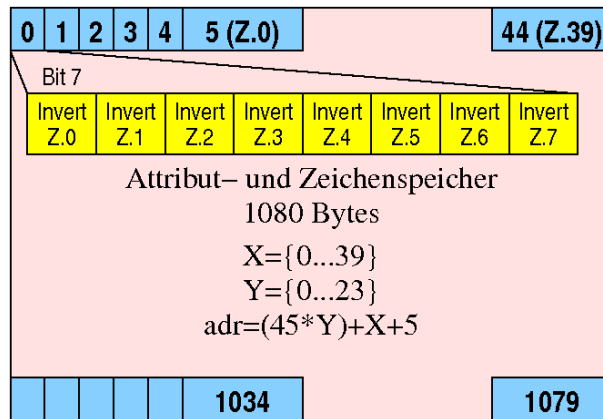 0 1 2 3 4 5 (Z.0) 44 (Z.39)
Bit 7
Invert Z.0 Invert Z.1 Invert Z.2 Invert Z.3 Invert Z.4 Invert Z.5 Invert Z.6 Invert Z.7
Attribut– und Zeichenspeicher
1080 Bytes
X={0...39}
Y={0...23}
adr=(45*Y)+X+5
1034 1079